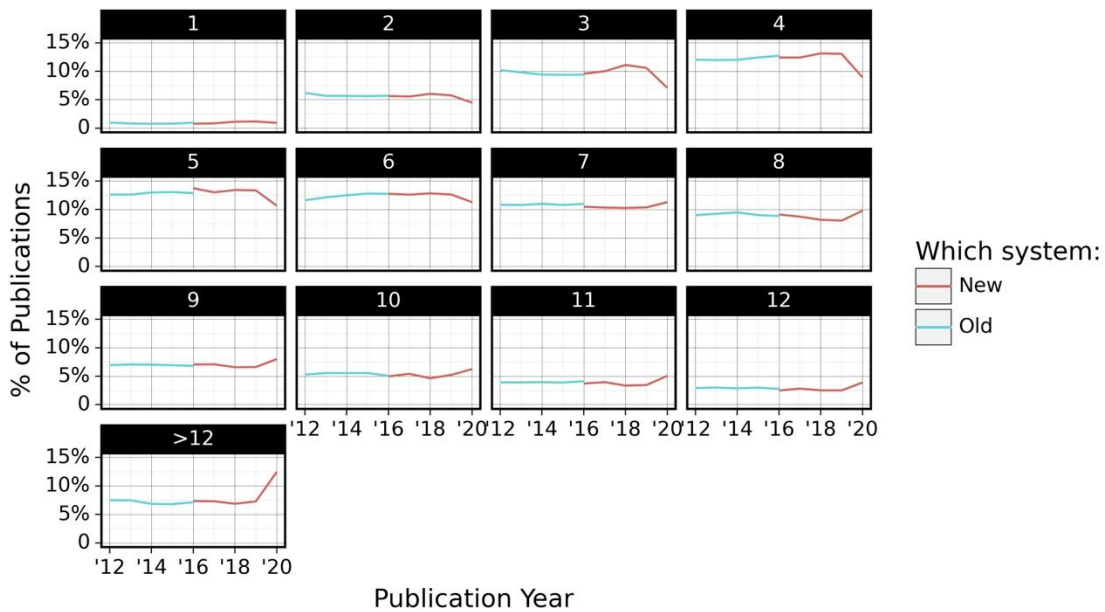 1 2 3 4
15%
10%
5%
0
5 6 7 8
15%
10%
5%
0
9 10 11 12
15%
10%
5%
0
'12 '14 '16 '18 '20 '12 '14 '16 '18 '20 '12 '14 '16 '18 '20
>12
15%
10%
5%
0
'12 '14 '16 '18 '20
% of Publications
Publication Year
Which system:
New
Old